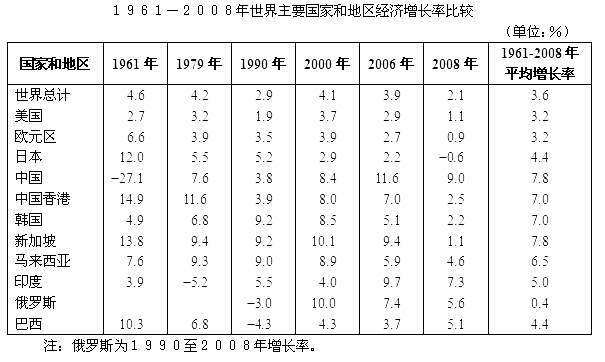 １９６１－２００８年世界主要国家和地区经济增长率比较
（单位：%）
国家和地区 1961 年 1979 年 1990 年 2000 年 2006 年 2008 年 1961-2008 年平均增长率
世界总计 4.6 4.2 2.9 4.1 3.9 2.1 3.6
美国 2.7 3.2 1.9 3.7 2.9 1.1 3.2
欧元区 6.6 3.9 3.5 3.9 2.7 0.9 3.2
日本 12.0 5.5 5.2 2.9 2.2 −0.6 4.4
中国 −27.1 7.6 3.8 8.4 11.6 9.0 7.8
中国香港 14.9 11.6 3.9 8.0 7.0 2.5 7.0
韩国 4.9 6.8 9.2 8.5 5.1 2.2 7.0
新加坡 13.8 9.4 9.2 10.1 9.4 1.1 7.8
马来西亚 7.6 9.3 9.0 8.9 5.9 4.6 6.5
印度 3.9 −5.2 5.5 4.0 9.7 7.3 5.0
俄罗斯 −3.0 10.0 7.4 5.6 0.4
巴西 10.3 6.8 −4.3 4.3 3.7 5.1 4.4
注：俄罗斯为１９９０至２００８年增长率。